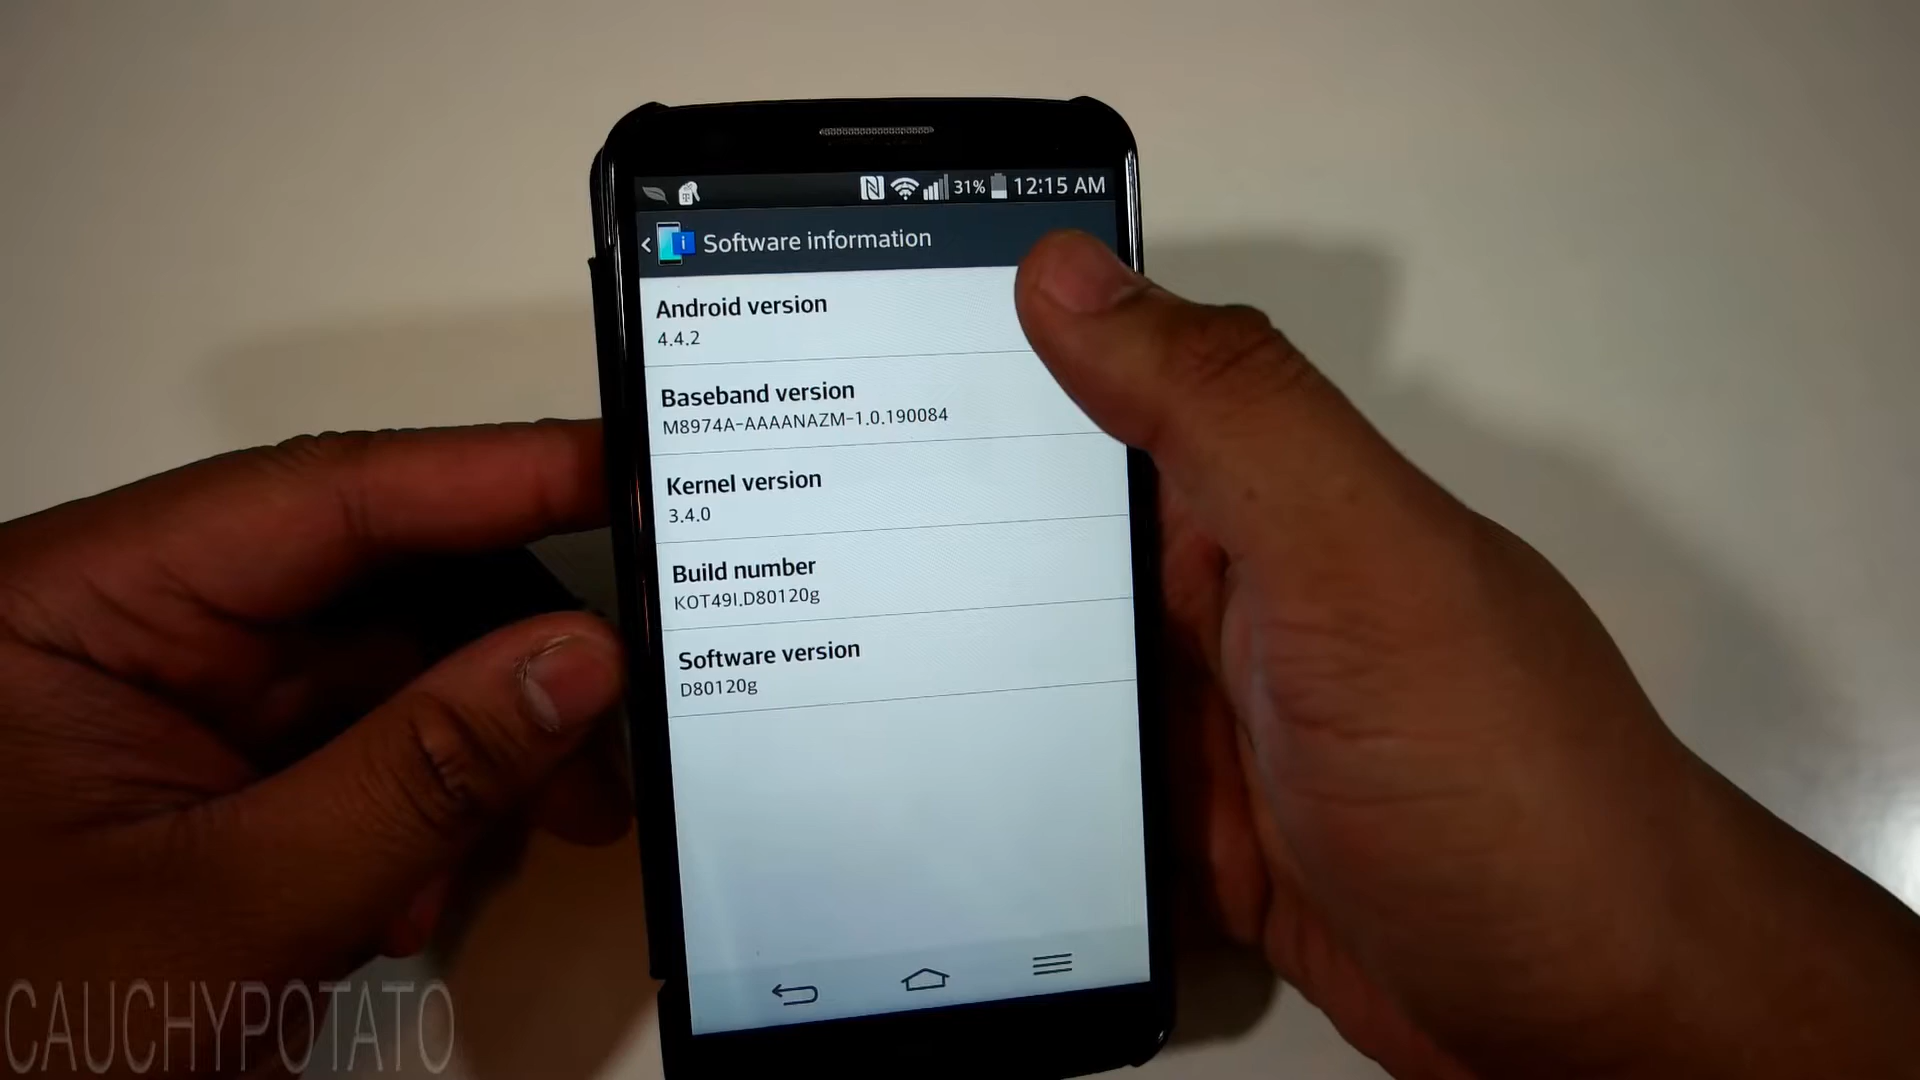 31% 12:15 AM
Software information
Android version
4.4.2
Baseband version
M8974A-AAAANAZM-1.0.190084
Kernel version
3.4.0
Build number
KOT49I.D80120g
Software version
D80120g
CAUCHYPOTATO